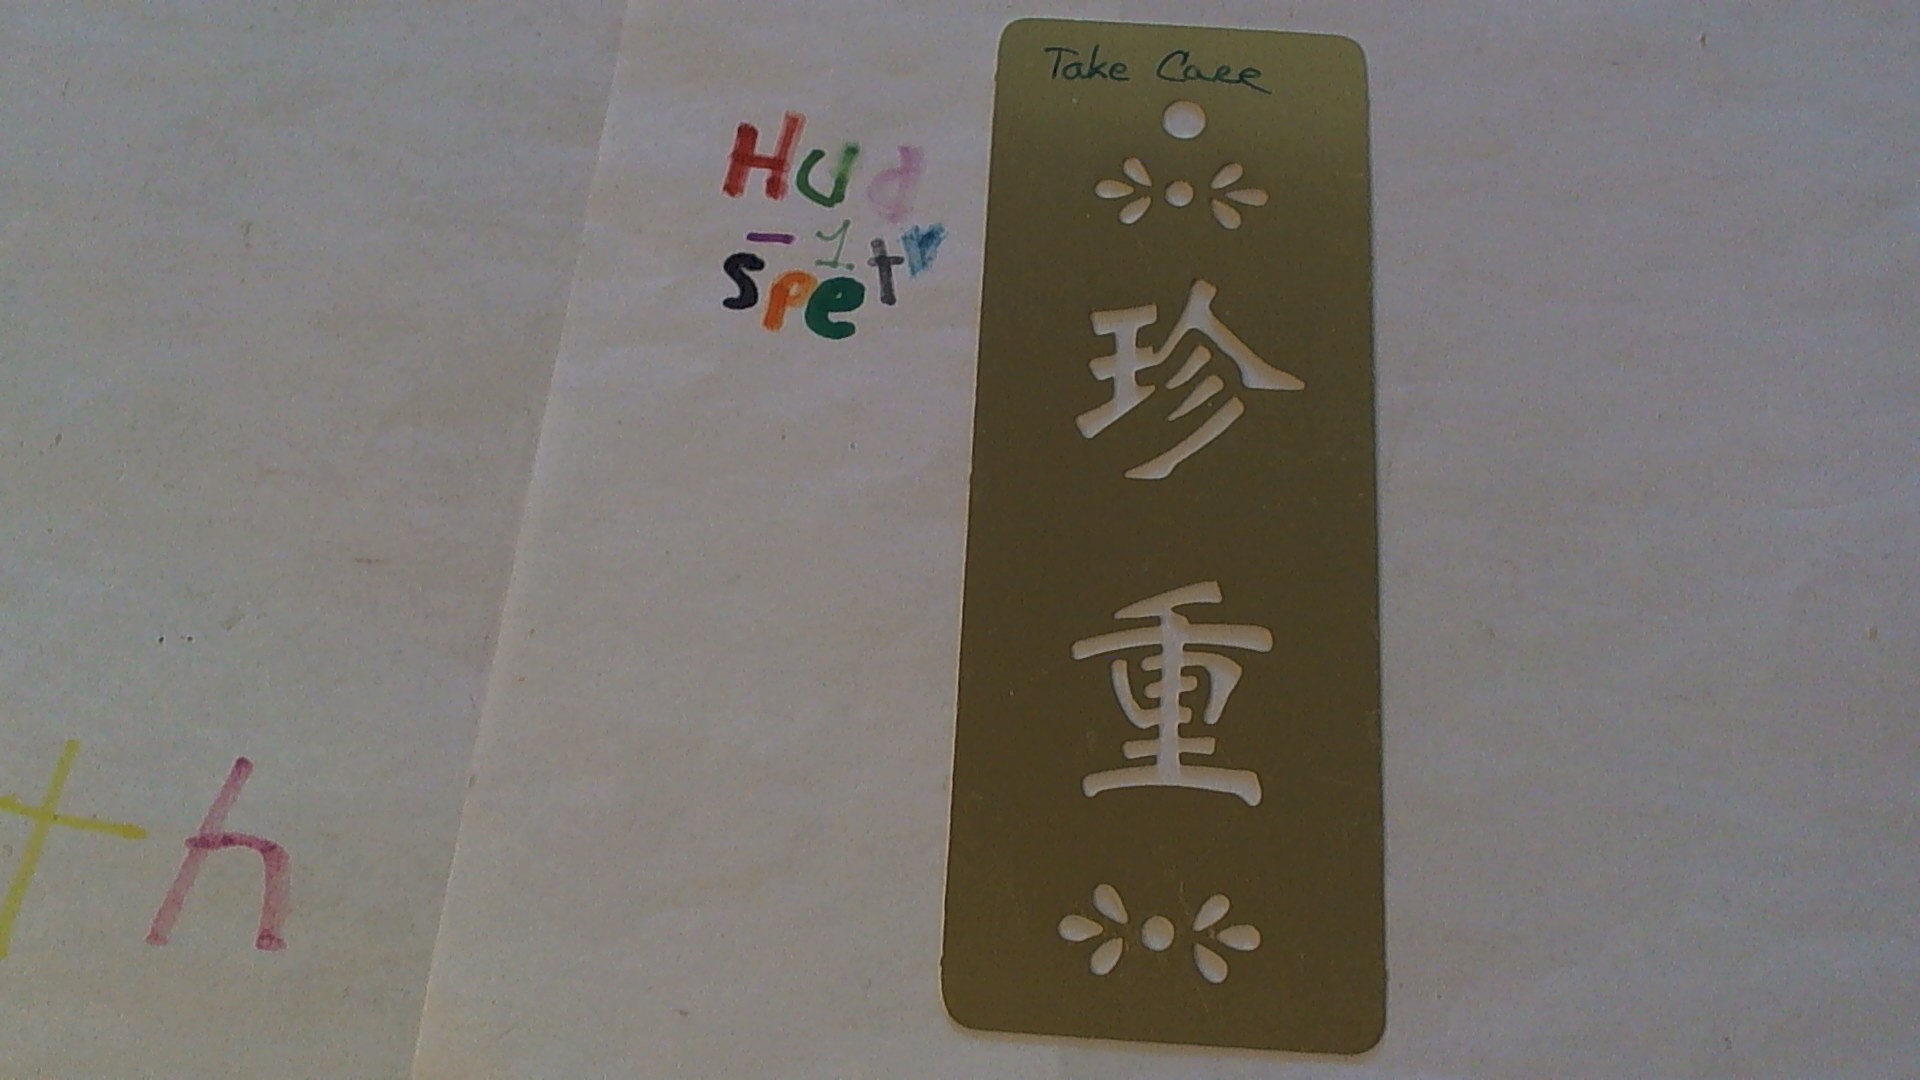 Take Care
Hud
- 1
spetr
珍
重
th